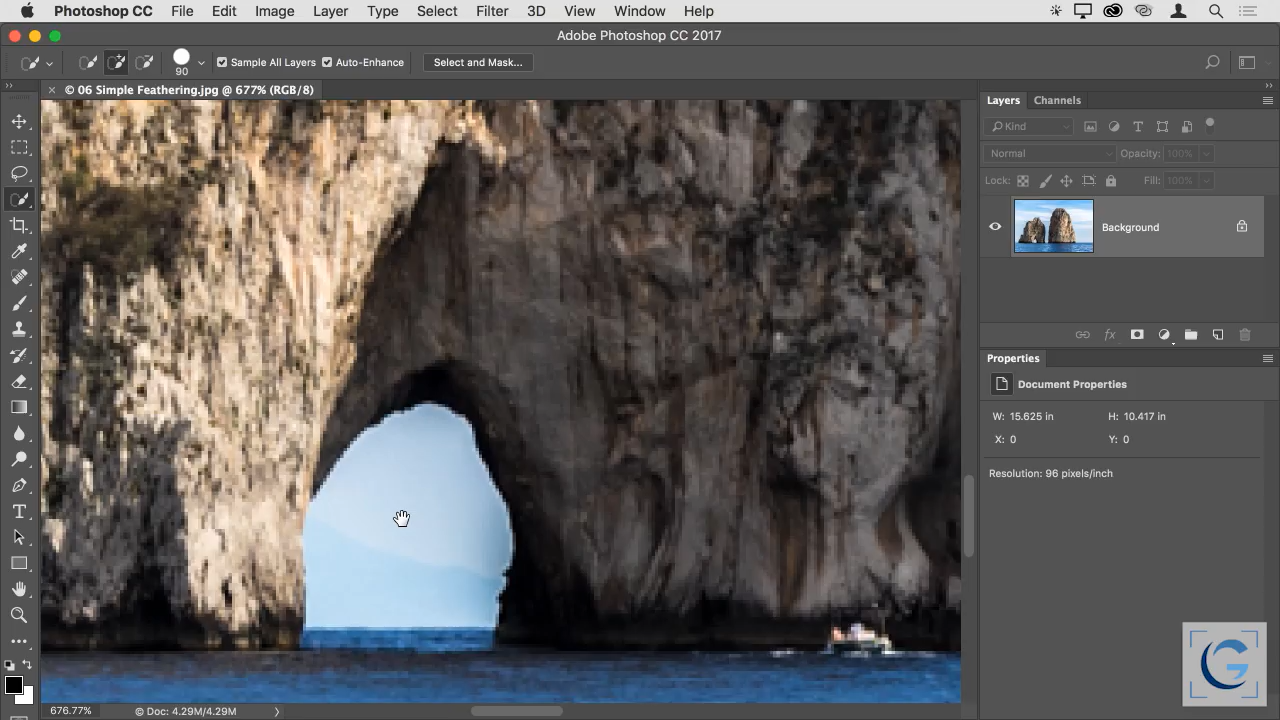 Photoshop CC File Edit Image Layer Type Select Filter 3D View Window Help
Adobe Photoshop CC 2017
90 Sample All Layers Auto-Enhance Select and Mask...
© 06 Simple Feathering.jpg @ 677% (RGB/8)
Layers Channels
Kind
Normal Opacity: 100%
Lock: Fill: 100%
Background
Properties
Document Properties
W: 15.625 in H: 10.417 in
X: 0 Y: 0
Resolution: 96 pixels/inch
676.77% Doc: 4.29M/4.29M